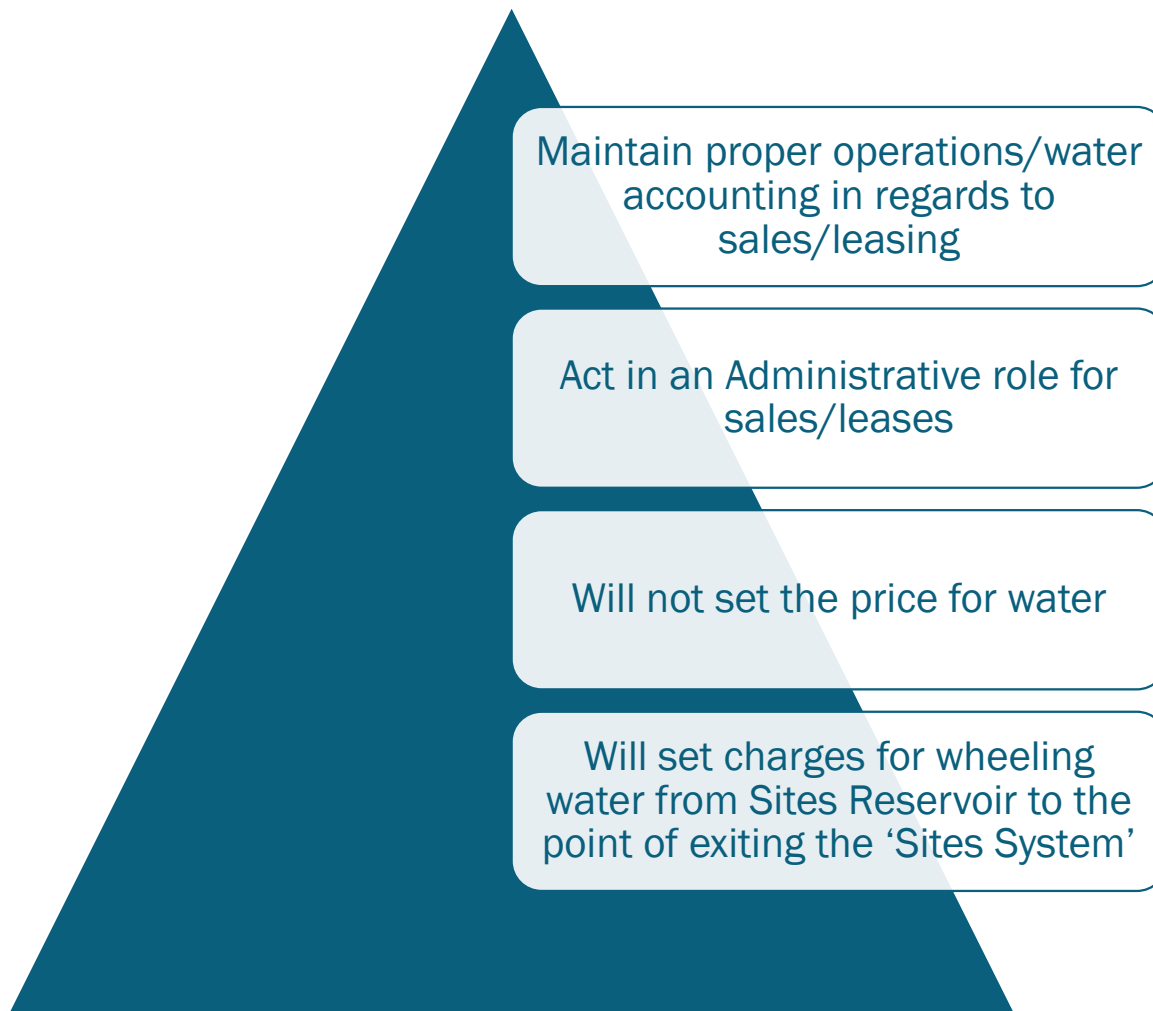 Maintain proper operations/water
accounting in regards to
sales/leasing
Act in an Administrative role for
sales/leases
Will not set the price for water
Will set charges for wheeling
water from Sites Reservoir to the
point of exiting the ‘Sites System’